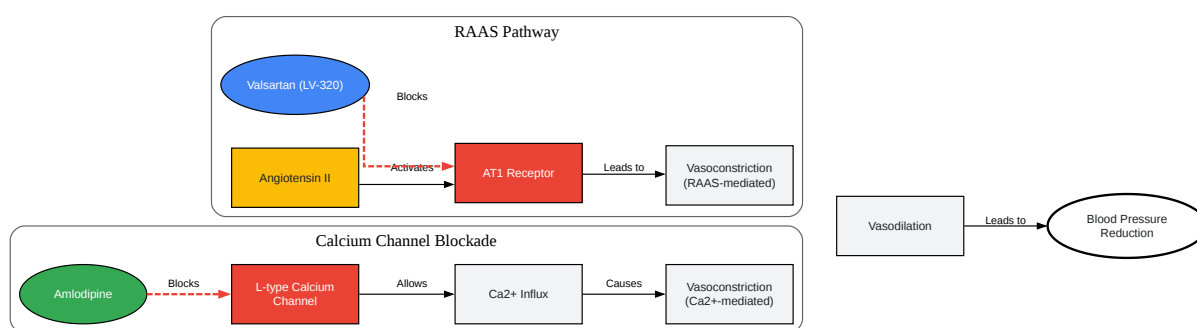 RAAS Pathway
Valsartan (LV-320)
Blocks
Angiotensin II
Activates
AT1 Receptor
Leads to
Vasoconstriction
(RAAS-mediated)
Vasodilation
Leads to
Blood Pressure
Reduction
Calcium Channel Blockade
Amlodipine
Blocks
L-type Calcium
Channel
Allows
Ca2+ Influx
Causes
Vasoconstriction
(Ca2+-mediated)